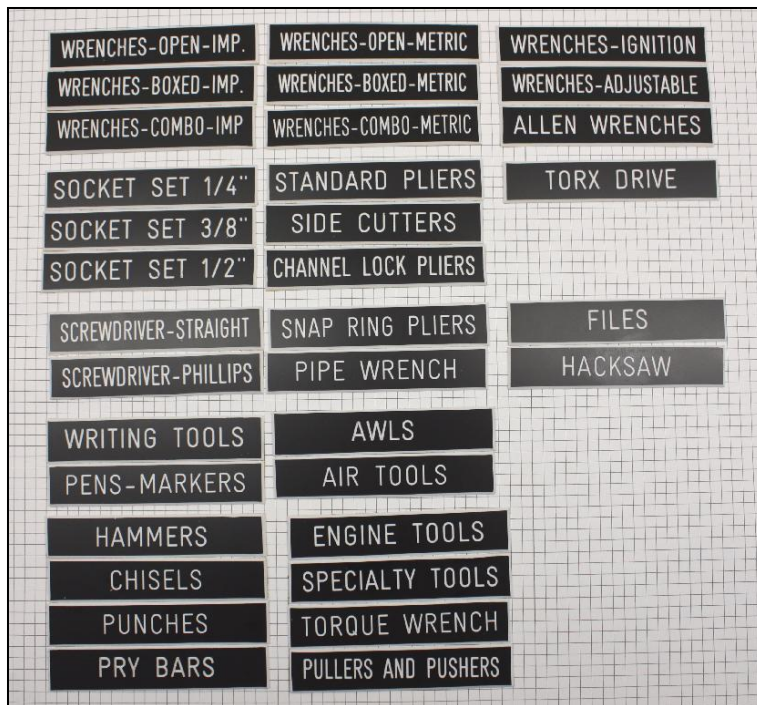 WRENCHES-OPEN-IMP.
WRENCHES-OPEN-METRIC
WRENCHES-IGNITION
WRENCHES-BOXED-IMP.
WRENCHES-BOXED-METRIC
WRENCHES-ADJUSTABLE
WRENCHES-COMBO-IMP
WRENCHES-COMBO-METRIC
ALLEN WRENCHES
SOCKET SET 1/4"
STANDARD PLIERS
TORX DRIVE
SOCKET SET 3/8"
SIDE CUTTERS
SOCKET SET 1/2"
CHANNEL LOCK PLIERS
SCREWDRIVER-STRAIGHT
SNAP RING PLIERS
FILES
SCREWDRIVER-PHILLIPS
PIPE WRENCH
HACKSAW
WRITING TOOLS
AWLS
PENS-MARKERS
AIR TOOLS
HAMMERS
ENGINE TOOLS
CHISELS
SPECIALTY TOOLS
PUNCHES
TORQUE WRENCH
PRY BARS
PULLERS AND PUSHERS